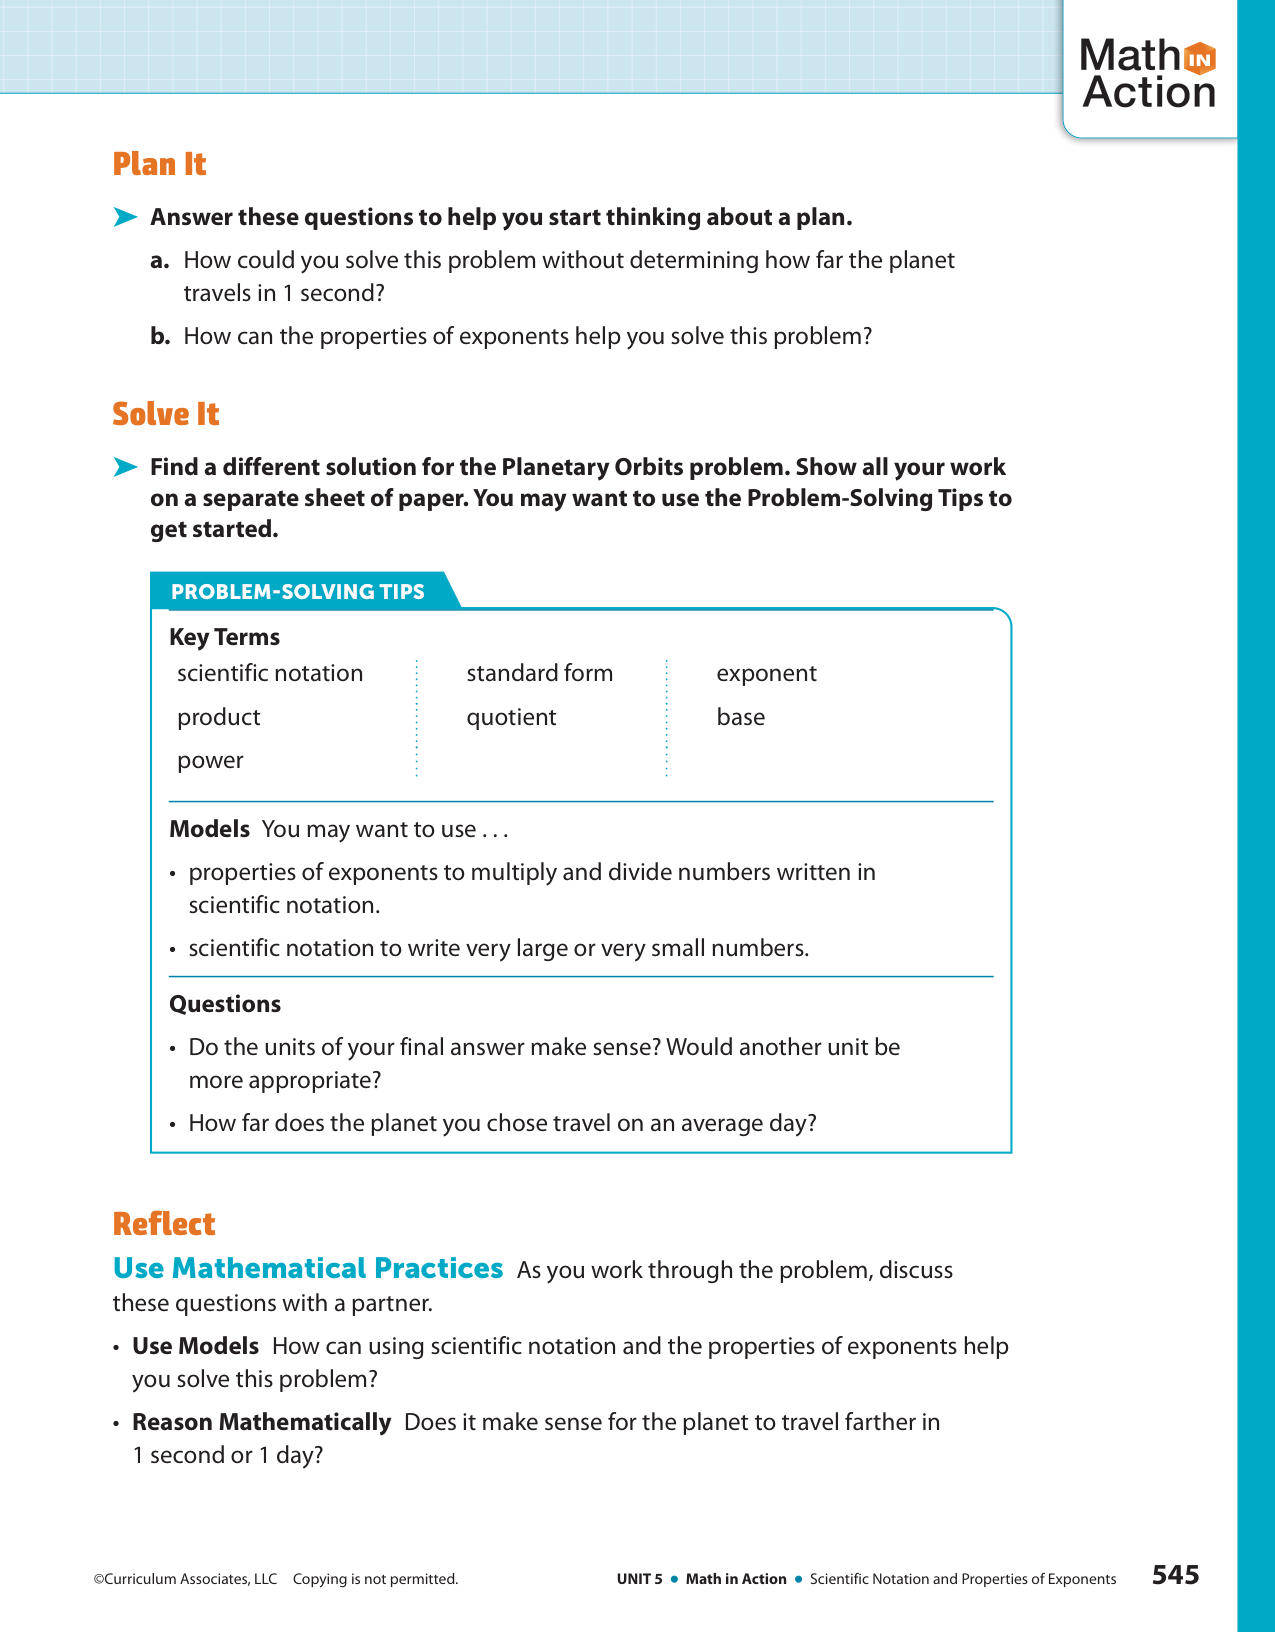 Math IN
Action
Plan It
➤ Answer these questions to help you start thinking about a plan.
a. How could you solve this problem without determining how far the planet
travels in 1 second?
b. How can the properties of exponents help you solve this problem?
Solve It
➤ Find a different solution for the Planetary Orbits problem. Show all your work
on a separate sheet of paper. You may want to use the Problem-Solving Tips to
get started.
PROBLEM-SOLVING TIPS
Key Terms
scientific notation standard form exponent
product quotient base
power
Models You may want to use . . .
• properties of exponents to multiply and divide numbers written in
scientific notation.
• scientific notation to write very large or very small numbers.
Questions
• Do the units of your final answer make sense? Would another unit be
more appropriate?
• How far does the planet you chose travel on an average day?
Reflect
Use Mathematical Practices As you work through the problem, discuss
these questions with a partner.
• Use Models How can using scientific notation and the properties of exponents help
you solve this problem?
• Reason Mathematically Does it make sense for the planet to travel farther in
1 second or 1 day?
©Curriculum Associates, LLC Copying is not permitted. UNIT 5 • Math in Action • Scientific Notation and Properties of Exponents 545